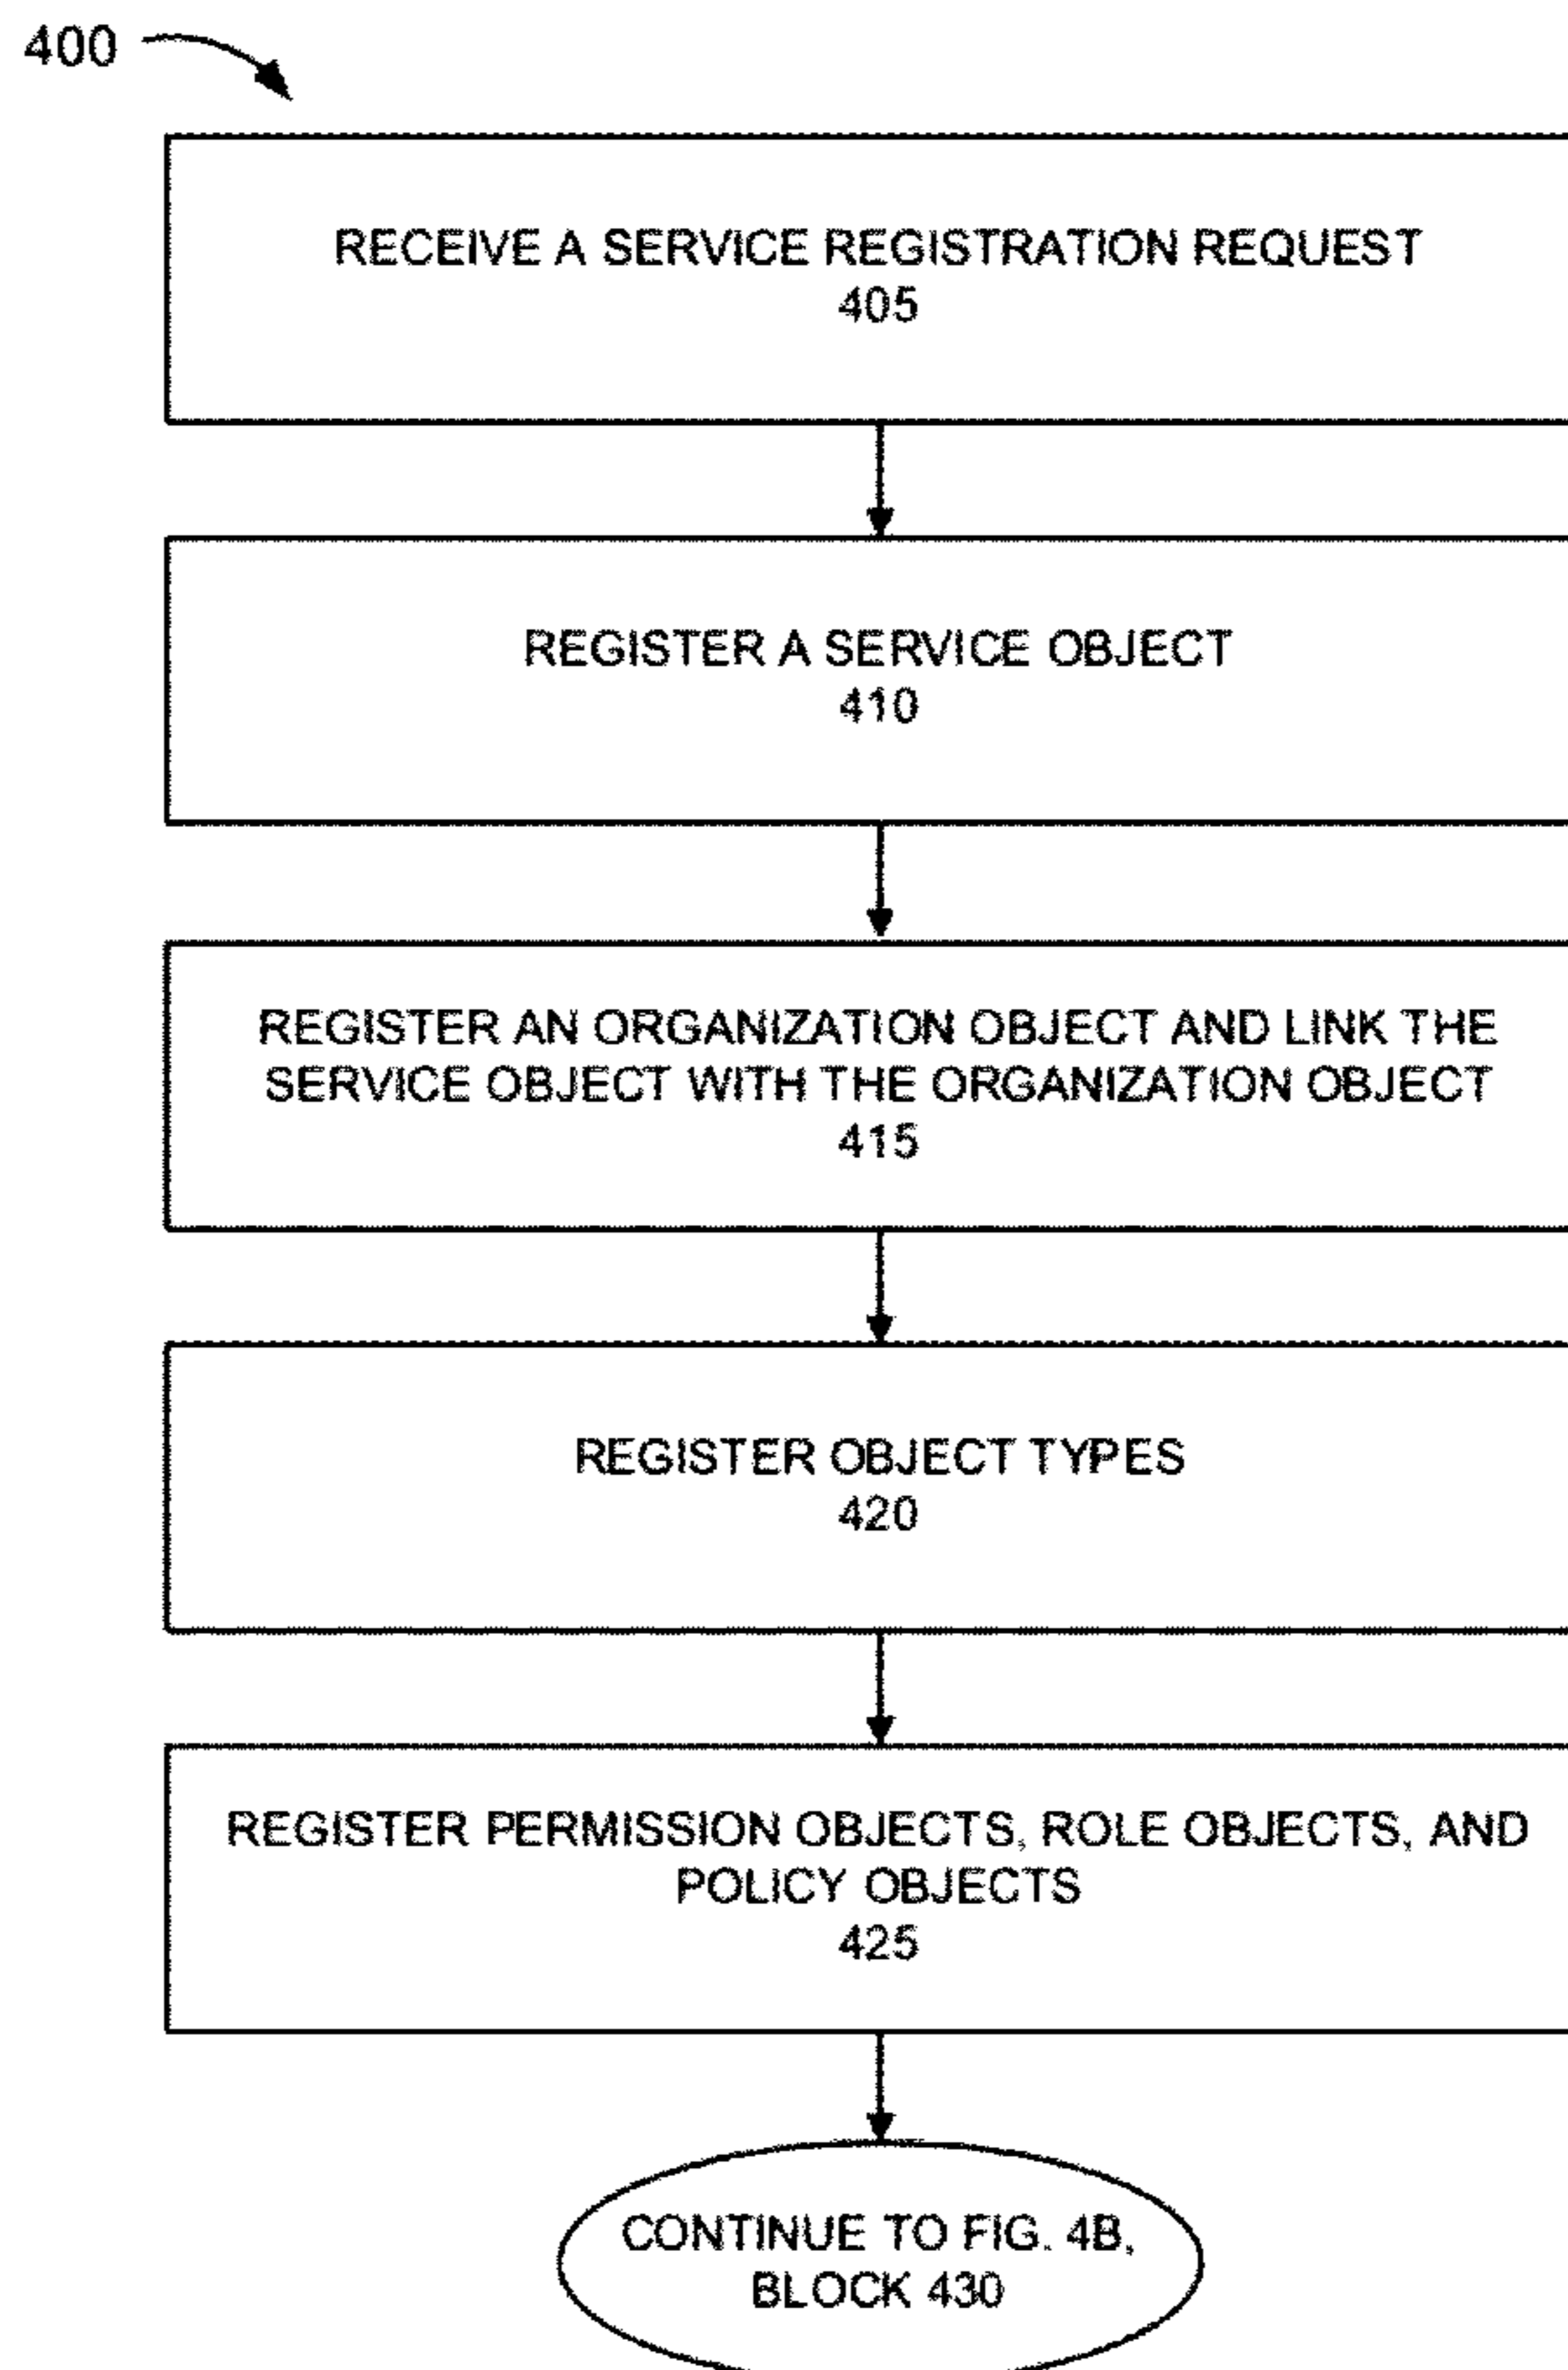 400
RECEIVE A SERVICE REGISTRATION REQUEST
405
REGISTER A SERVICE OBJECT
410
REGISTER AN ORGANIZATION OBJECT AND LINK THE
SERVICE OBJECT WITH THE ORGANIZATION OBJECT
415
REGISTER OBJECT TYPES
420
REGISTER PERMISSION OBJECTS, ROLE OBJECTS, AND
POLICY OBJECTS
425
CONTINUE TO FIG. 4B,
BLOCK 430